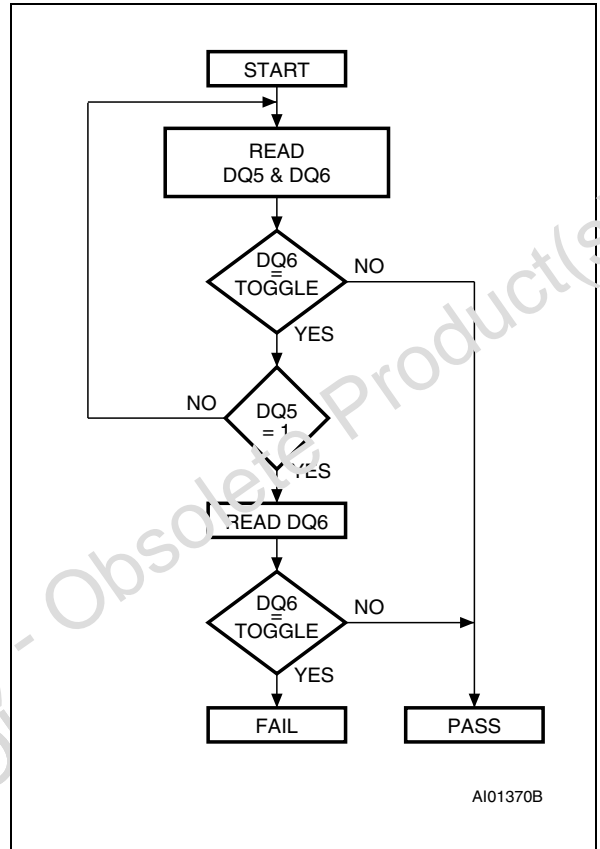 START
READ
DQ5 & DQ6
DQ6
=
TOGGLE
NO
YES
NO
DQ5
= 1
YES
READ DQ6
DQ6
=
TOGGLE
NO
YES
FAIL
PASS
AI01370B
- Obsolete Product(s